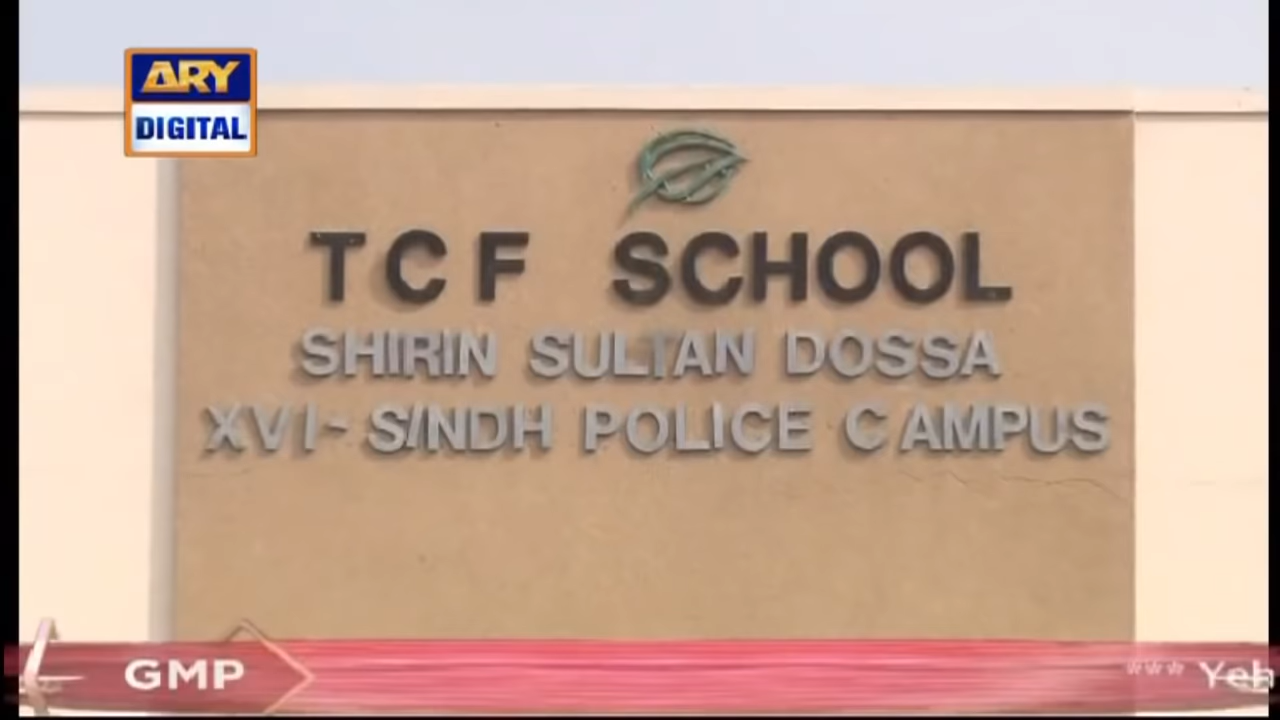 ARY
DIGITAL
TCF SCHOOL
SHIRIN SULTAN DOSSA
XVI-SINDH POLICE CAMPUS
GMP
*** Yeh